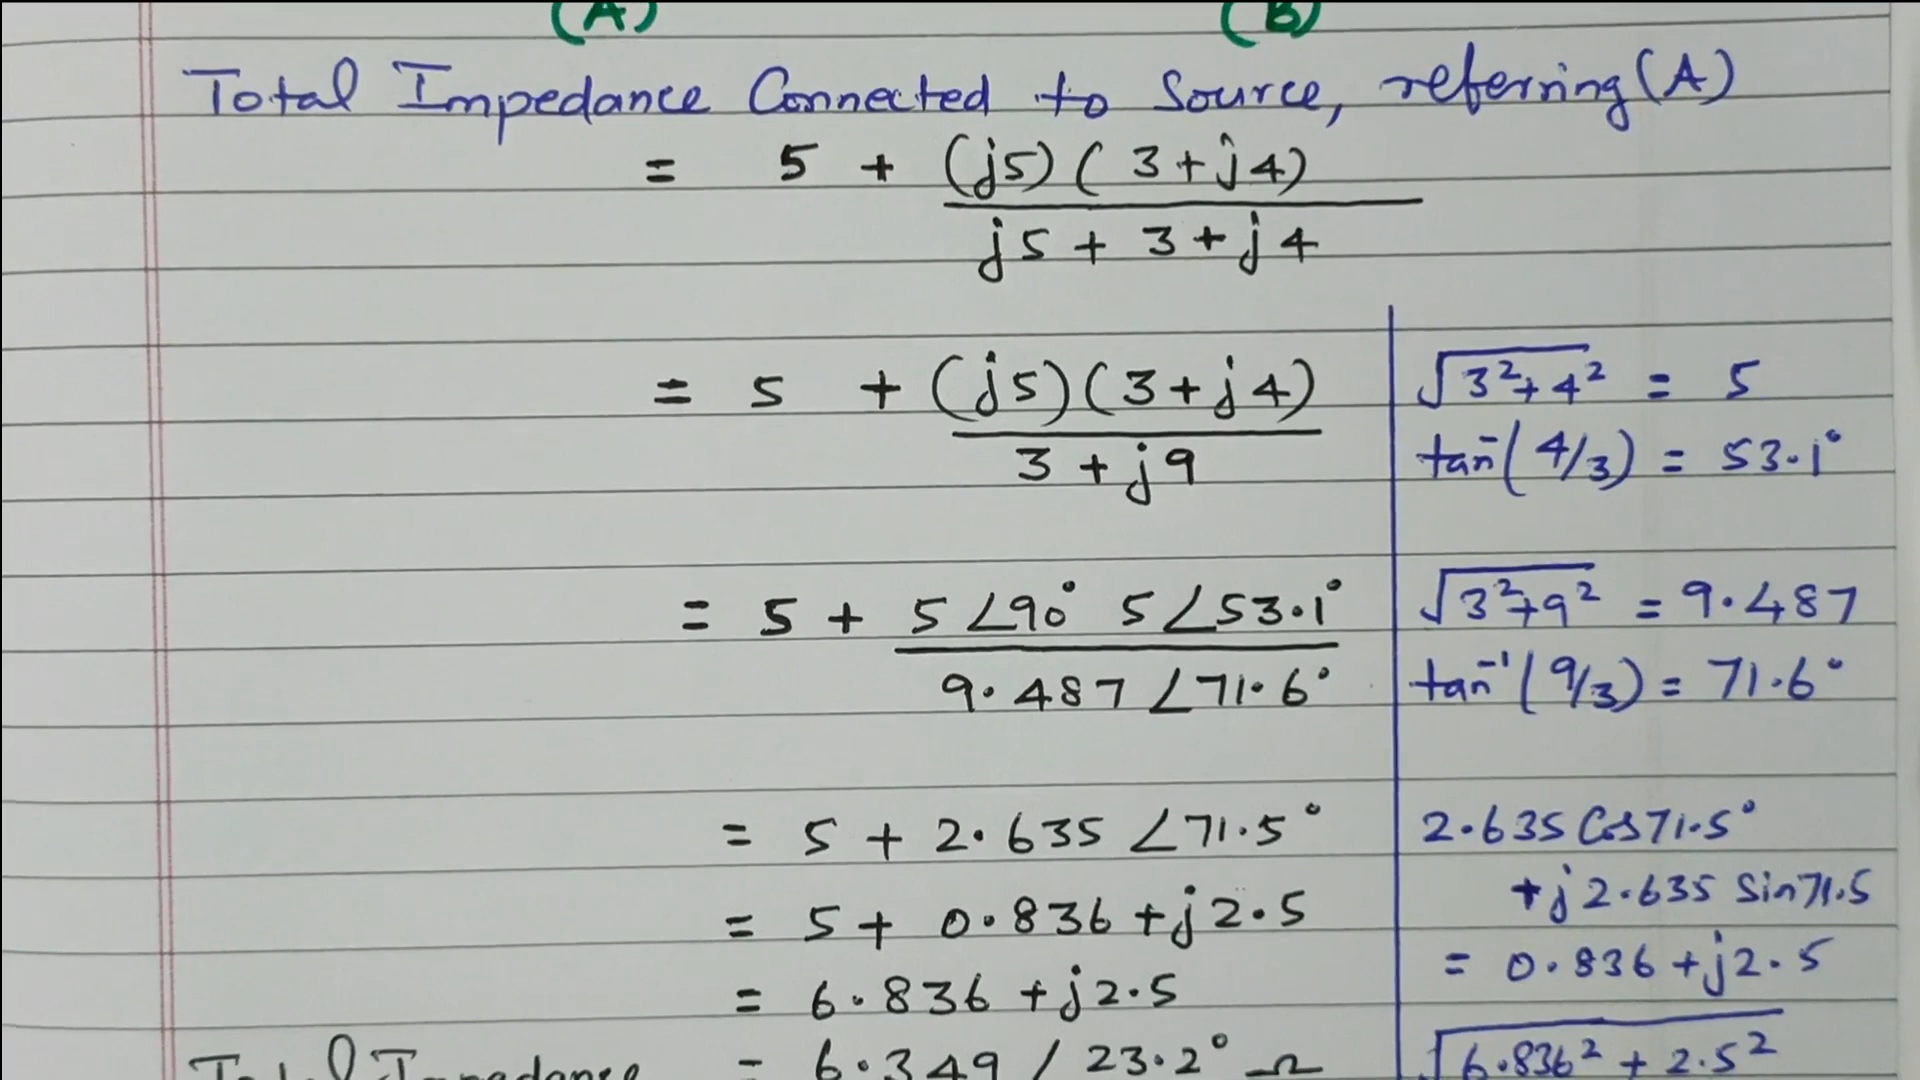 (A) (B)
Total Impedance Connected to Source, referring (A)
= 5 + (j5)(3+j4)
j5 + 3 + j4
= 5 + (j5)(3+j4)
3 + j9
√3²+4² = 5
tan⁻(4/3) = 53.1°
= 5 + 5∠90° 5∠53.1°
9.487∠71.6°
√3²+9² = 9.487
tan⁻¹(9/3) = 71.6°
= 5 + 2.635∠71.5°
= 5 + 0.836 + j2.5
= 6.836 + j2.5
2.635 Cos71.5°
+j2.635 Sin71.5
= 0.836 + j2.5
Total Impedance = 6.349 / 23.2° Ω
√6.836² + 2.5²